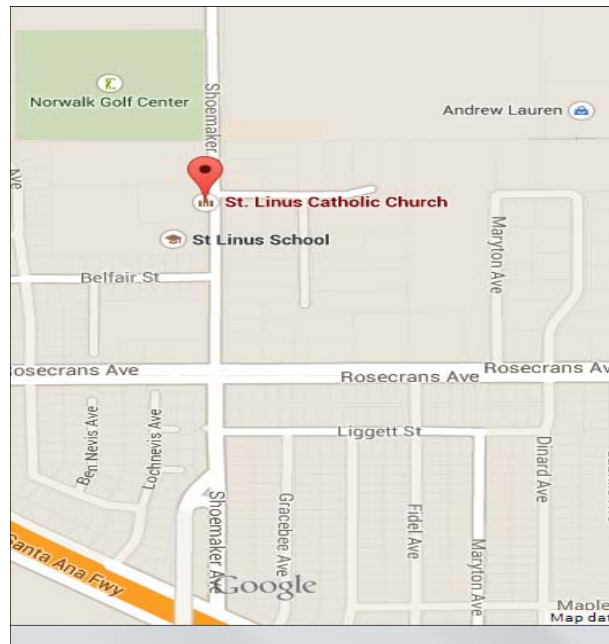 Norwalk Golf Center
Shoemaker
Andrew Lauren
St. Linus Catholic Church
St Linus School
Ave
Maryton Ave
Belfair St
Rosecrans Ave
Rosecrans Ave
Rosecrans Av
Liggett St
Ben Nevis Ave
Lochnevis Ave
Dinard Ave
Shoemaker Ave
Gracebee Ave
Fidel Ave
Maryton Ave
Santa Ana Fwy
Google
Maple
Map dat